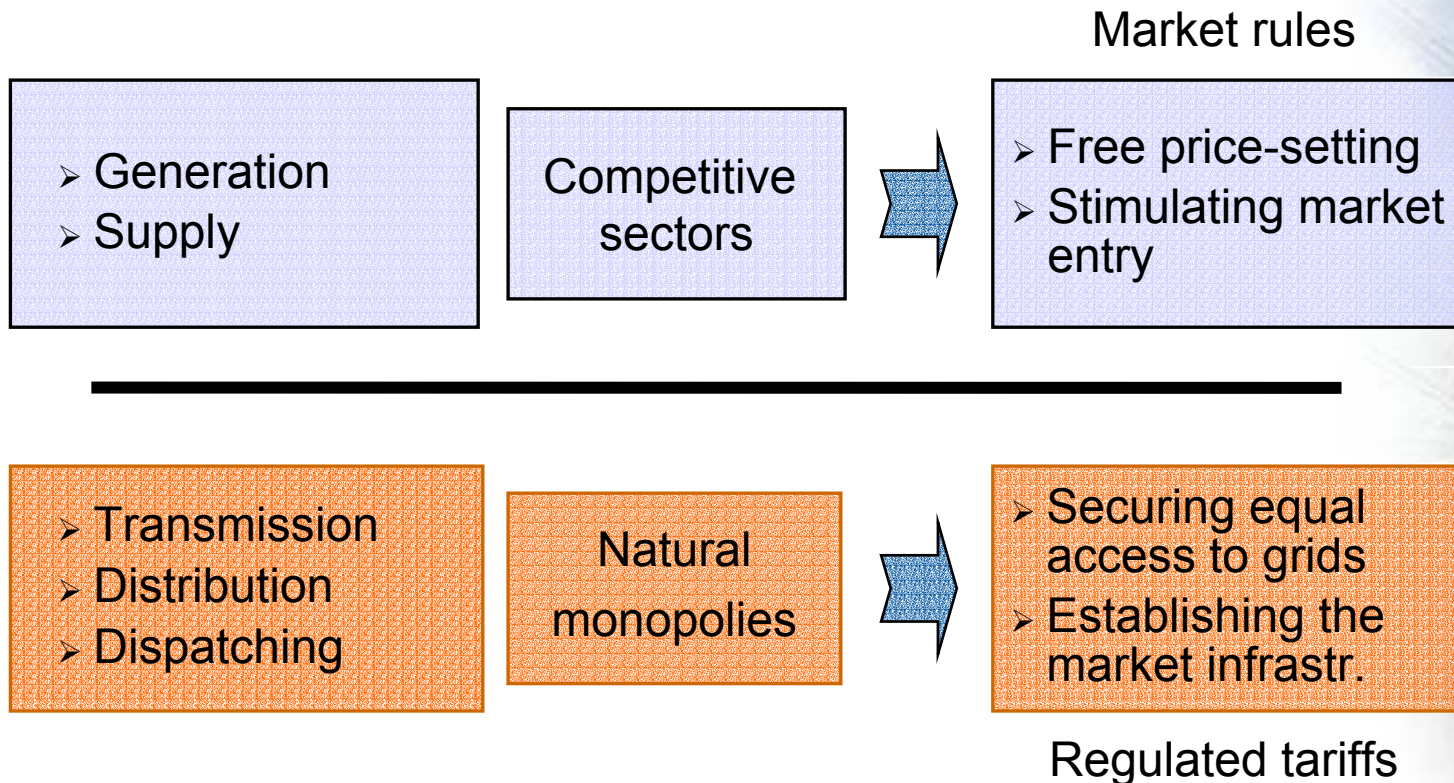 Market rules
➢ Generation
➢ Supply
Competitive
sectors
➢ Free price-setting
➢ Stimulating market
entry
➢ Transmission
➢ Distribution
➢ Dispatching
Natural
monopolies
➢ Securing equal
access to grids
➢ Establishing the
market infrastr.
Regulated tariffs